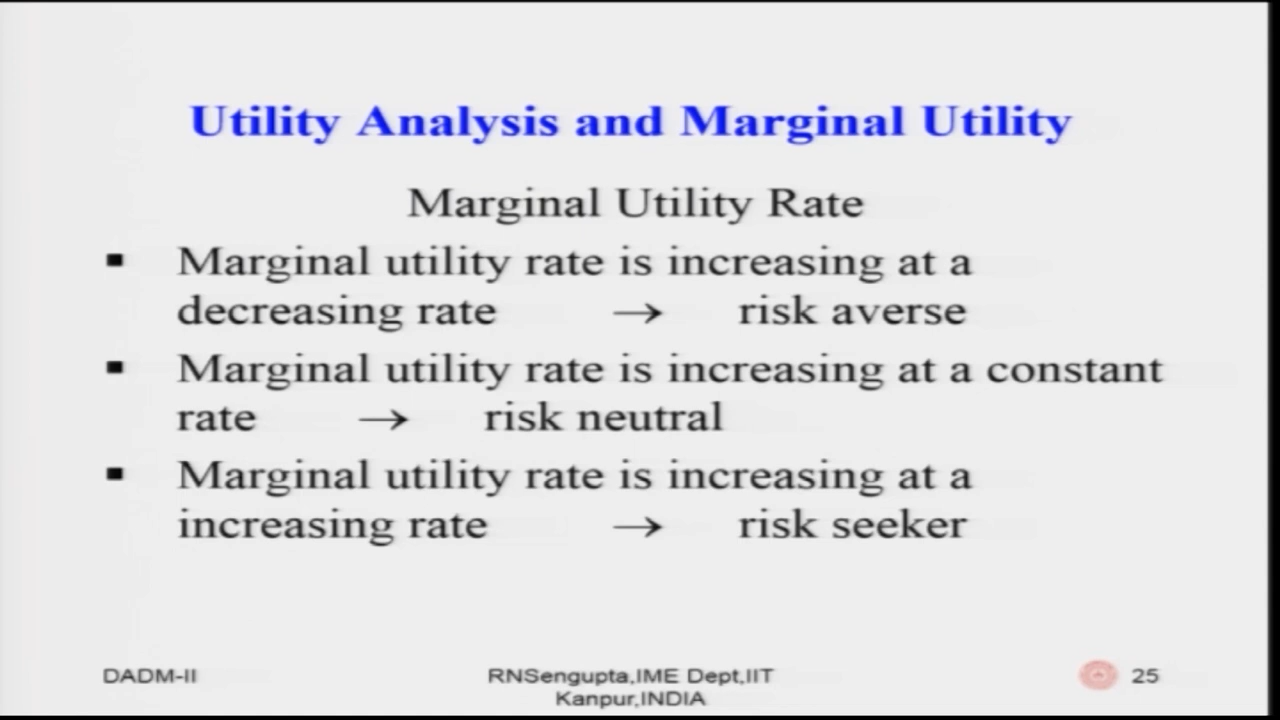 Utility Analysis and Marginal Utility
Marginal Utility Rate
▪ Marginal utility rate is increasing at a
decreasing rate → risk averse
▪ Marginal utility rate is increasing at a constant
rate → risk neutral
▪ Marginal utility rate is increasing at a
increasing rate → risk seeker
DADM-II
RNSengupta,IME Dept,IIT
Kanpur,INDIA
25